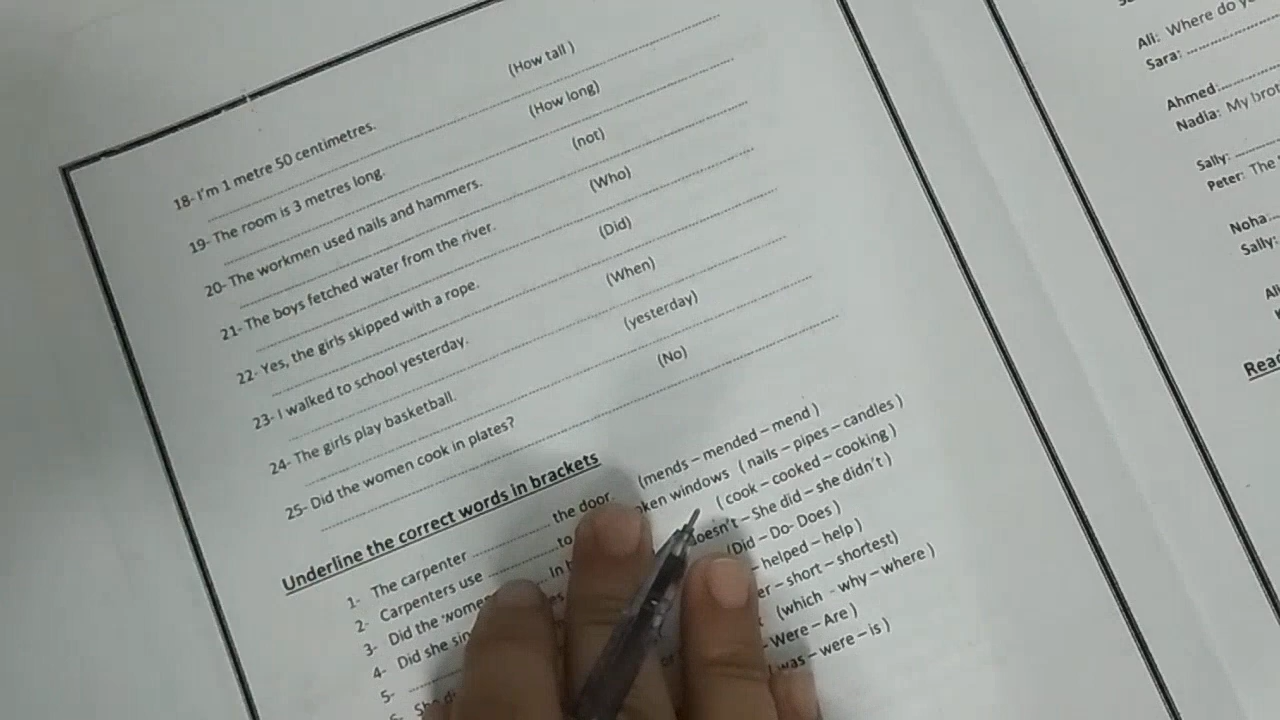 18- I'm 1 metre 50 centimetres. (How tall )
19- The room is 3 metres long. (How long)
20- The workmen used nails and hammers. (not)
21- The boys fetched water from the river. (Who)
22- Yes, the girls skipped with a rope. (Did)
23- I walked to school yesterday. (When)
24- The girls play basketball. (yesterday)
25- Did the women cook in plates? (No)
Underline the correct words in brackets
1- The carpenter ............... the door. (mends – mended – mend )
2- Carpenters use ............... to windows ( nails – pipes – candles )
3- Did the ( cook – cooked – cooking )
4- Did she – She did – she didn't )
5- ............... (Did – Do- Does )
6- She – helped – help )
– short – shortest)
(which - why – where )
– Were – Are )
( was – were – is )
Ali: Where do
Sara:
Ahmed:
Nadia: My
Sally:
Peter: The
Noha:
Sally: